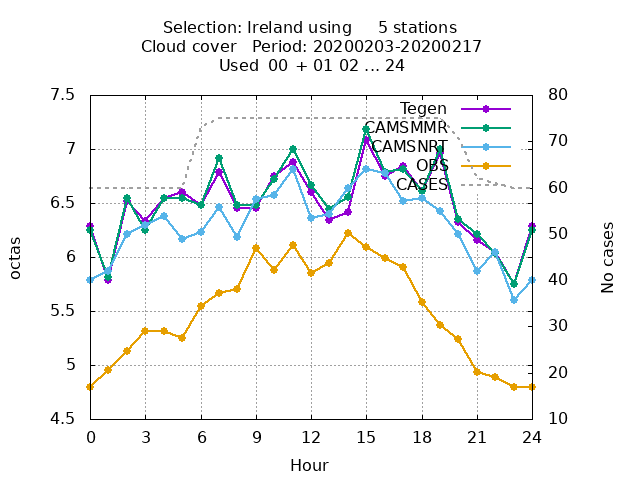 Selection: Ireland using 5 stations
Cloud cover Period: 20200203-20200217
Used 00 + 01 02 ... 24
7.5
7
6.5
6
5.5
5
4.5
80
70
60
50
40
30
20
10
Tegen
CAMSMMR
CAMSNRT
OBS
CASES
octas
No cases
0 3 6 9 12 15 18 21 24
Hour